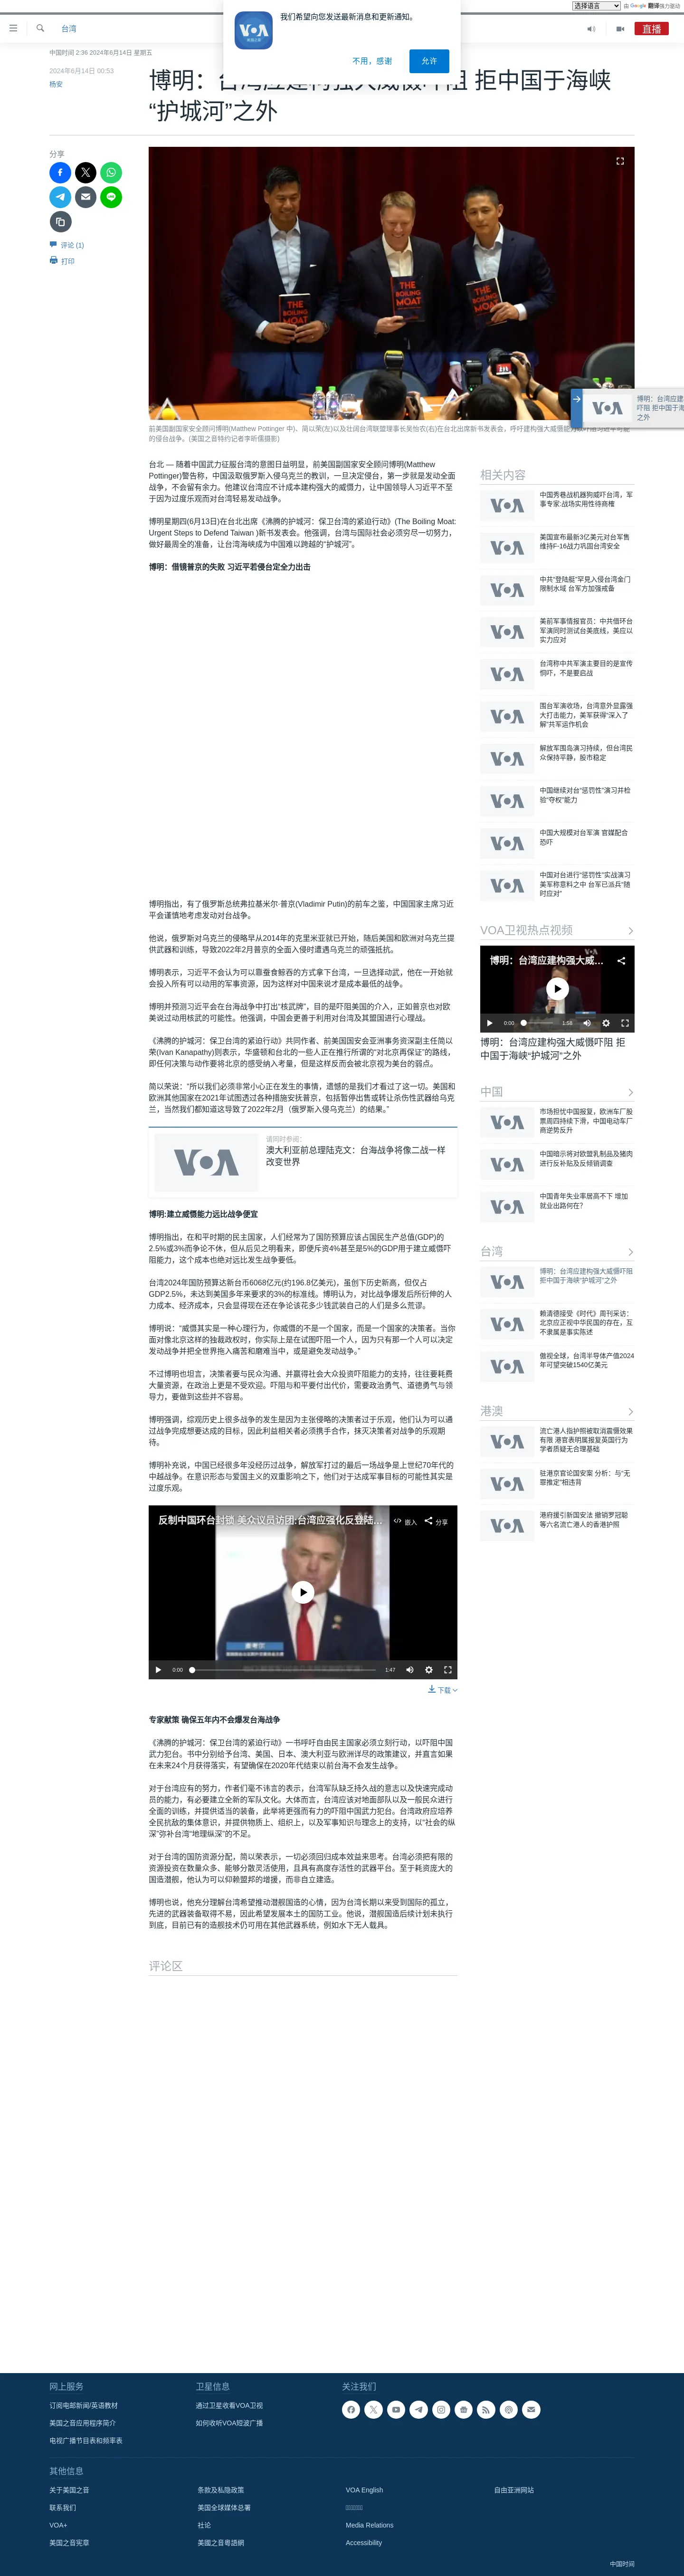 选择语言 由 Google 翻译强力驱动
我们希望向您发送最新消息和更新通知。
不用，感谢 允许
台湾
直播
中国时间 2:36 2024年6月14日 星期五
2024年6月14日 00:53
杨安
博明：台湾应建构强大威慑吓阻 拒中国于海峡
“护城河”之外
分享
评论 (1)
打印
THE BOILING MOAT
前美国副国家安全顾问博明(Matthew Pottinger 中)、简以荣(左)以及壮阔台湾联盟理事长吴怡农(右)在台北出席新书发表会，呼吁建构强大威慑能力以吓阻习近平可能
的侵台战争。(美国之音特约记者李昕儒摄影)
博明：台湾应建
吓阻 拒中国于海
之外
台北 — 随着中国武力征服台湾的意图日益明显，前美国副国家安全顾问博明(Matthew
Pottinger)警告称，中国汲取俄罗斯入侵乌克兰的教训，一旦决定侵台，第一步就是发动全面
战争，不会留有余力。他建议台湾应不计成本建构强大的威慑力，让中国领导人习近平不至
于因为过度乐观而对台湾轻易发动战争。
博明星期四(6月13日)在台北出席《沸腾的护城河：保卫台湾的紧迫行动》(The Boiling Moat:
Urgent Steps to Defend Taiwan )新书发表会。他强调，台湾与国际社会必须穷尽一切努力，
做好最周全的准备，让台湾海峡成为中国难以跨越的“护城河”。
博明：借镜普京的失败 习近平若侵台定全力出击
博明指出，有了俄罗斯总统弗拉基米尔·普京(Vladimir Putin)的前车之鉴，中国国家主席习近
平会谨慎地考虑发动对台战争。
他说，俄罗斯对乌克兰的侵略早从2014年的克里米亚就已开始，随后美国和欧洲对乌克兰提
供武器和训练，导致2022年2月普京的全面入侵时遭遇乌克兰的顽强抵抗。
博明表示，习近平不会认为可以靠蚕食鲸吞的方式拿下台湾，一旦选择动武，他在一开始就
会投入所有可以动用的军事资源，因为这样对中国来说才是成本最低的战争。
博明并预测习近平会在台海战争中打出“核武牌”，目的是吓阻美国的介入，正如普京也对欧
美说过动用核武的可能性。他强调，中国会更善于利用对台湾及其盟国进行心理战。
《沸腾的护城河：保卫台湾的紧迫行动》共同作者、前美国国安会亚洲事务资深副主任简以
荣(Ivan Kanapathy)则表示，华盛顿和台北的一些人正在推行所谓的“对北京再保证”的路线，
即任何决策与动作要将北京的感受纳入考量，但是这样反而会被北京视为美台的弱点。
简以荣说：“所以我们必须非常小心正在发生的事情，遗憾的是我们才看过了这一切。美国和
欧洲其他国家在2021年试图透过各种措施安抚普京，包括暂停出售或转让杀伤性武器给乌克
兰，当然我们都知道这导致了2022年2月（俄罗斯入侵乌克兰）的结果。”
请同时参阅：
澳大利亚前总理陆克文：台海战争将像二战一样
改变世界
博明:建立威慑能力远比战争便宜
博明指出，在和平时期的民主国家，人们经常为了国防预算应该占国民生产总值(GDP)的
2.5%或3%而争论不休，但从后见之明看来，即便斥资4%甚至是5%的GDP用于建立威慑吓
阻能力，这个成本也绝对远比发生战争要低。
台湾2024年国防预算达新台币6068亿元(约196.8亿美元)，虽创下历史新高，但仅占
GDP2.5%，未达到美国多年来要求的3%的标准线。博明认为，对比战争爆发后所衍伸的人
力成本、经济成本，只会显得现在还在争论该花多少钱武装自己的人们是多么荒谬。
博明说：“威慑其实是一种心理行为，你威慑的不是一个国家，而是一个国家的决策者。当你
面对像北京这样的独裁政权时，你实际上是在试图吓阻一个人，因为只有那一个人可以决定
发动战争并把全世界拖入痛苦和磨难当中，或是避免发动战争。”
不过博明也坦言，决策者要与民众沟通、并赢得社会大众投资吓阻能力的支持，往往要耗费
大量资源，在政治上更是不受欢迎。吓阻与和平要付出代价，需要政治勇气、道德勇气与领
导力，要做到这些并不容易。
博明强调，综观历史上很多战争的发生是因为主张侵略的决策者过于乐观，他们认为可以通
过战争完成想要达成的目标，因此利益相关者必须携手合作，抹灭决策者对战争的乐观期
待。
博明补充说，中国已经很多年没经历过战争，解放军打过的最后一场战争是上世纪70年代的
中越战争。在意识形态与爱国主义的双重影响之下，他们对于达成军事目标的可能性其实是
过度乐观。
反制中国环台封锁 美众议员访团:台湾应强化反登陆… 嵌入 分享
0:00 1:47
下载
专家献策 确保五年内不会爆发台海战争
《沸腾的护城河：保卫台湾的紧迫行动》一书呼吁自由民主国家必须立刻行动，以吓阻中国
武力犯台。书中分别给予台湾、美国、日本、澳大利亚与欧洲详尽的政策建议，并直言如果
在未来24个月获得落实，有望确保在2020年代结束以前台海不会发生战争。
对于台湾应有的努力，作者们毫不讳言的表示，台湾军队缺乏持久战的意志以及快速完成动
员的能力，有必要建立全新的军队文化。大体而言，台湾应该对地面部队以及一般民众进行
全面的训练，并提供适当的装备，此举将更强而有力的吓阻中国武力犯台。台湾政府应培养
全民抗敌的集体意识，并提供物质上、组织上，以及军事知识与理念上的支持，以“社会的纵
深”弥补台湾“地理纵深”的不足。
对于台湾的国防资源分配，简以荣表示，一切必须回归成本效益来思考。台湾必须把有限的
资源投资在数量众多、能够分散灵活使用，且具有高度存活性的武器平台。至于耗资庞大的
国造潜舰，他认为可以仰赖盟邦的增援，而非自立建造。
博明也说，他充分理解台湾希望推动潜舰国造的心情，因为台湾长期以来受到国际的孤立，
先进的武器装备取得不易，因此希望发展本土的国防工业。他说，潜舰国造后续计划未执行
到底，目前已有的造舰技术仍可用在其他武器系统，例如水下无人载具。
评论区
相关内容
中国秀巷战机器狗威吓台湾，军
事专家:战场实用性待商榷
美国宣布最新3亿美元对台军售
维持F-16战力巩固台湾安全
中共“登陆艇”罕见入侵台湾金门
限制水域 台军方加强戒备
美前军事情报官员：中共借环台
军演同时测试台美底线，美应以
实力应对
台湾称中共军演主要目的是宣传
恫吓，不是要启战
围台军演收场，台湾意外显露强
大打击能力，美军获得“深入了
解”共军运作机会
解放军围岛演习持续，但台湾民
众保持平静，股市稳定
中国继续对台“惩罚性”演习并检
验“夺权”能力
中国大规模对台军演 官媒配合
恐吓
中国对台进行“惩罚性”实战演习
美军称意料之中 台军已派兵“随
时应对”
VOA卫视热点视频
博明：台湾应建构强大威…
0:00 1:59
博明：台湾应建构强大威慑吓阻 拒
中国于海峡“护城河”之外
中国
市场担忧中国报复，欧洲车厂股
票周四持续下滑，中国电动车厂
商逆势反升
中国暗示将对欧盟乳制品及猪肉
进行反补贴及反倾销调查
中国青年失业率居高不下 增加
就业出路何在？
台湾
博明：台湾应建构强大威慑吓阻
拒中国于海峡“护城河”之外
赖清德接受《时代》周刊采访：
北京应正视中华民国的存在，互
不隶属是事实陈述
傲视全球，台湾半导体产值2024
年可望突破1540亿美元
港澳
流亡港人指护照被取消震慑效果
有限 港官表明属报复英国行为
学者质疑无合理基础
驻港京官论国安案 分析：与“无
罪推定”相违背
港府援引新国安法 撤销罗冠聪
等六名流亡港人的香港护照
网上服务
订阅电邮新闻/英语教材
美国之音应用程序简介
电视广播节目表和频率表
卫星信息
通过卫星收看VOA卫视
如何收听VOA短波广播
关注我们
其他信息
关于美国之音
联系我们
VOA+
美国之音宪章
条款及私隐政策
美国全球媒体总署
社论
美國之音粵語網
VOA English
Media Relations
Accessibility
自由亚洲网站
中国时间